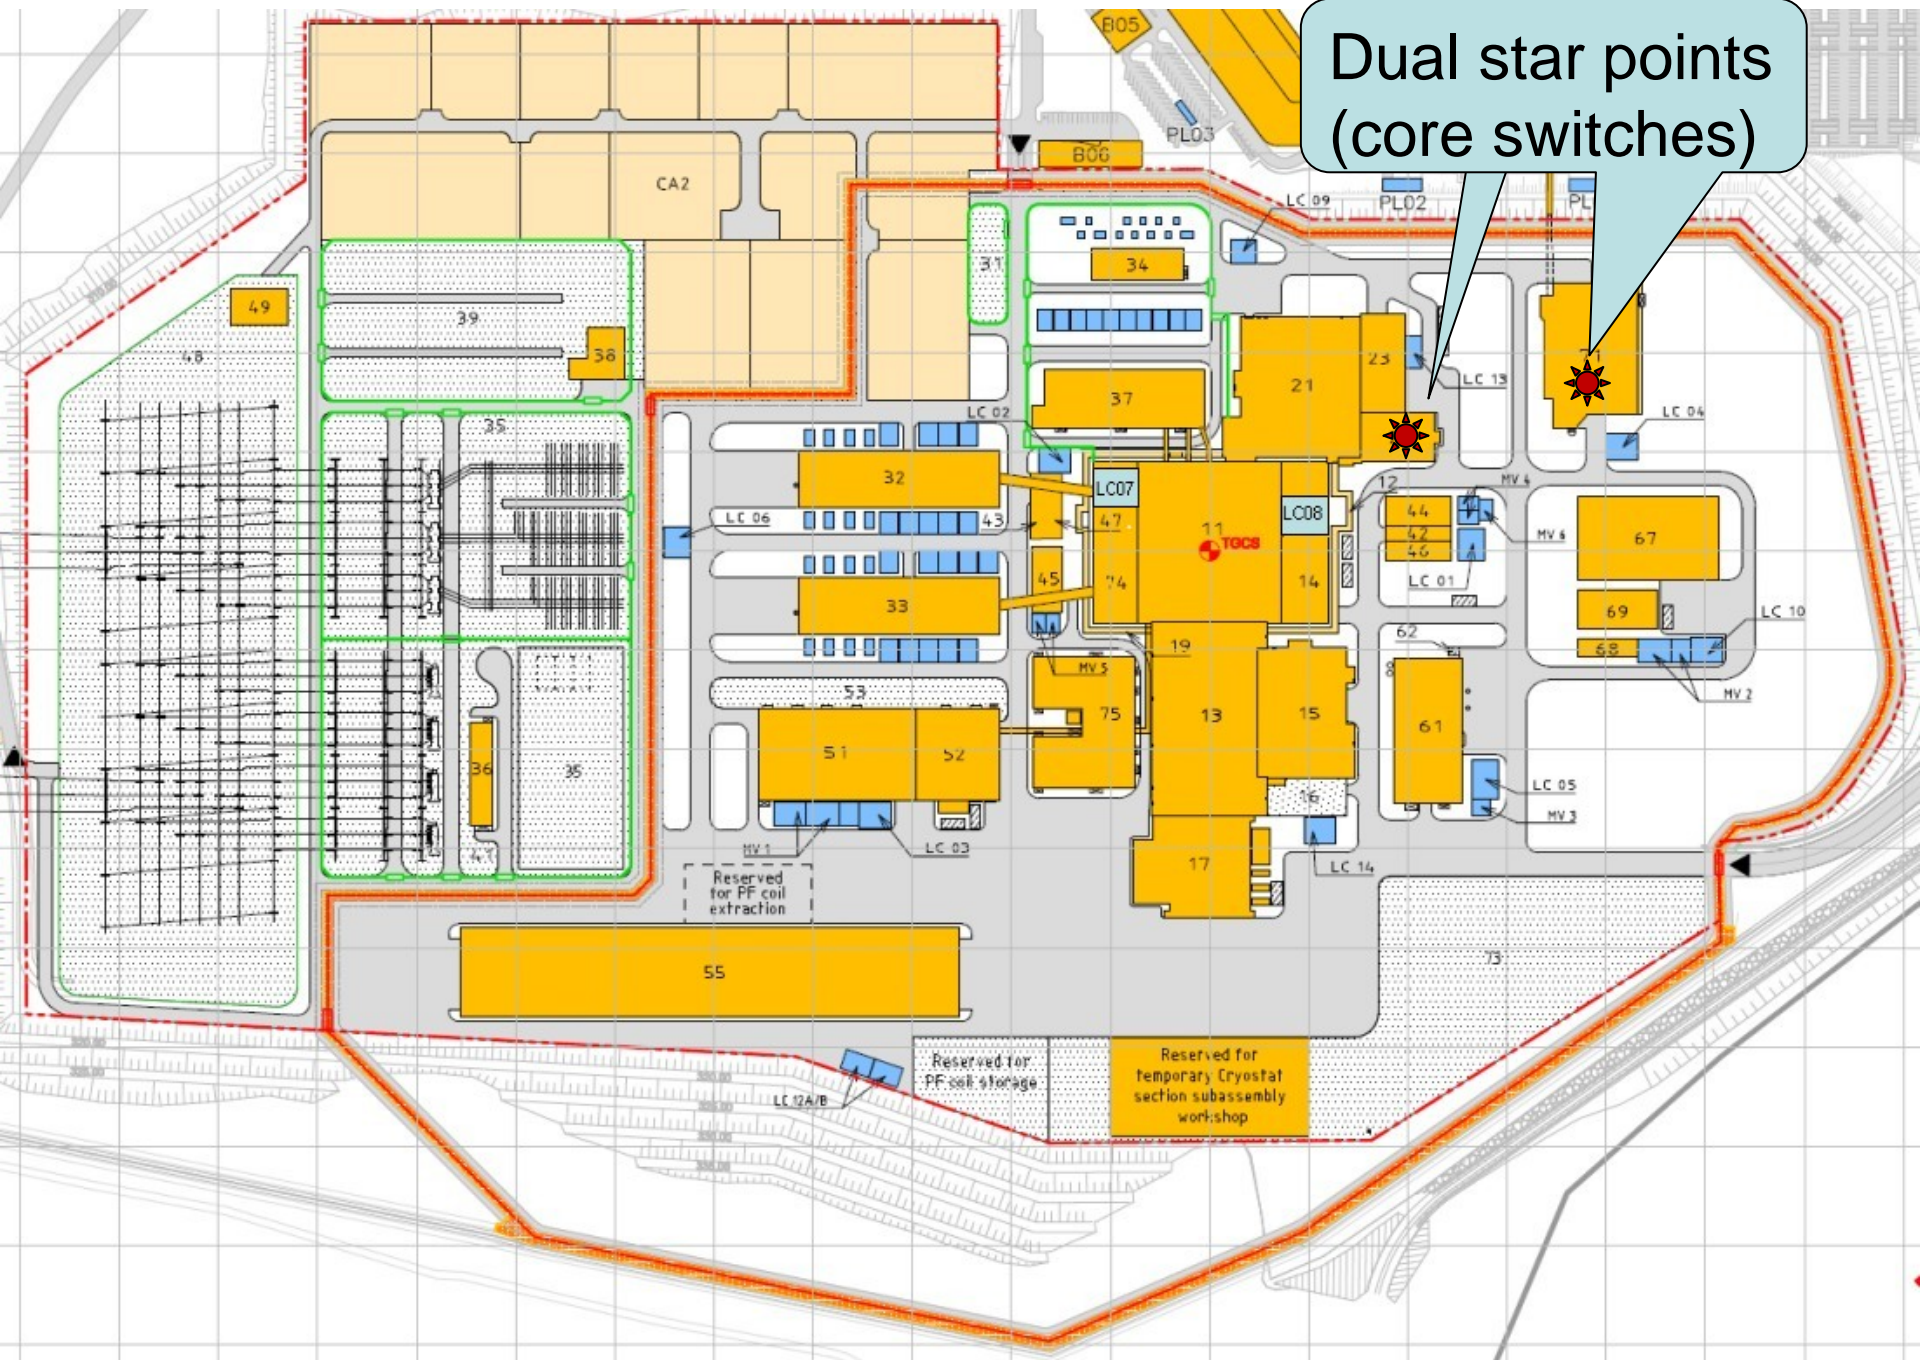 Dual star points
(core switches)
B05
PL03
B06
CA2
LC 09
PL02
PL
31
34
49
39
48
38
37
21
23
71
LC 13
LC 04
LC 02
35
32
LC07
LC08
12
MV 4
LC 06
43
47
11
TGCS
44
42
46
MV 6
67
LC 01
33
45
74
14
69
LC 10
62
68
19
MV 5
MV 2
53
75
13
15
61
51
52
36
35
16
LC 05
MV 3
MV 1
LC 03
41
17
LC 14
Reserved
for PF coil
extraction
55
73
Reserved for
PF coil storage
Reserved for
temporary Cryostat
section subassembly
workshop
LC 12A/B